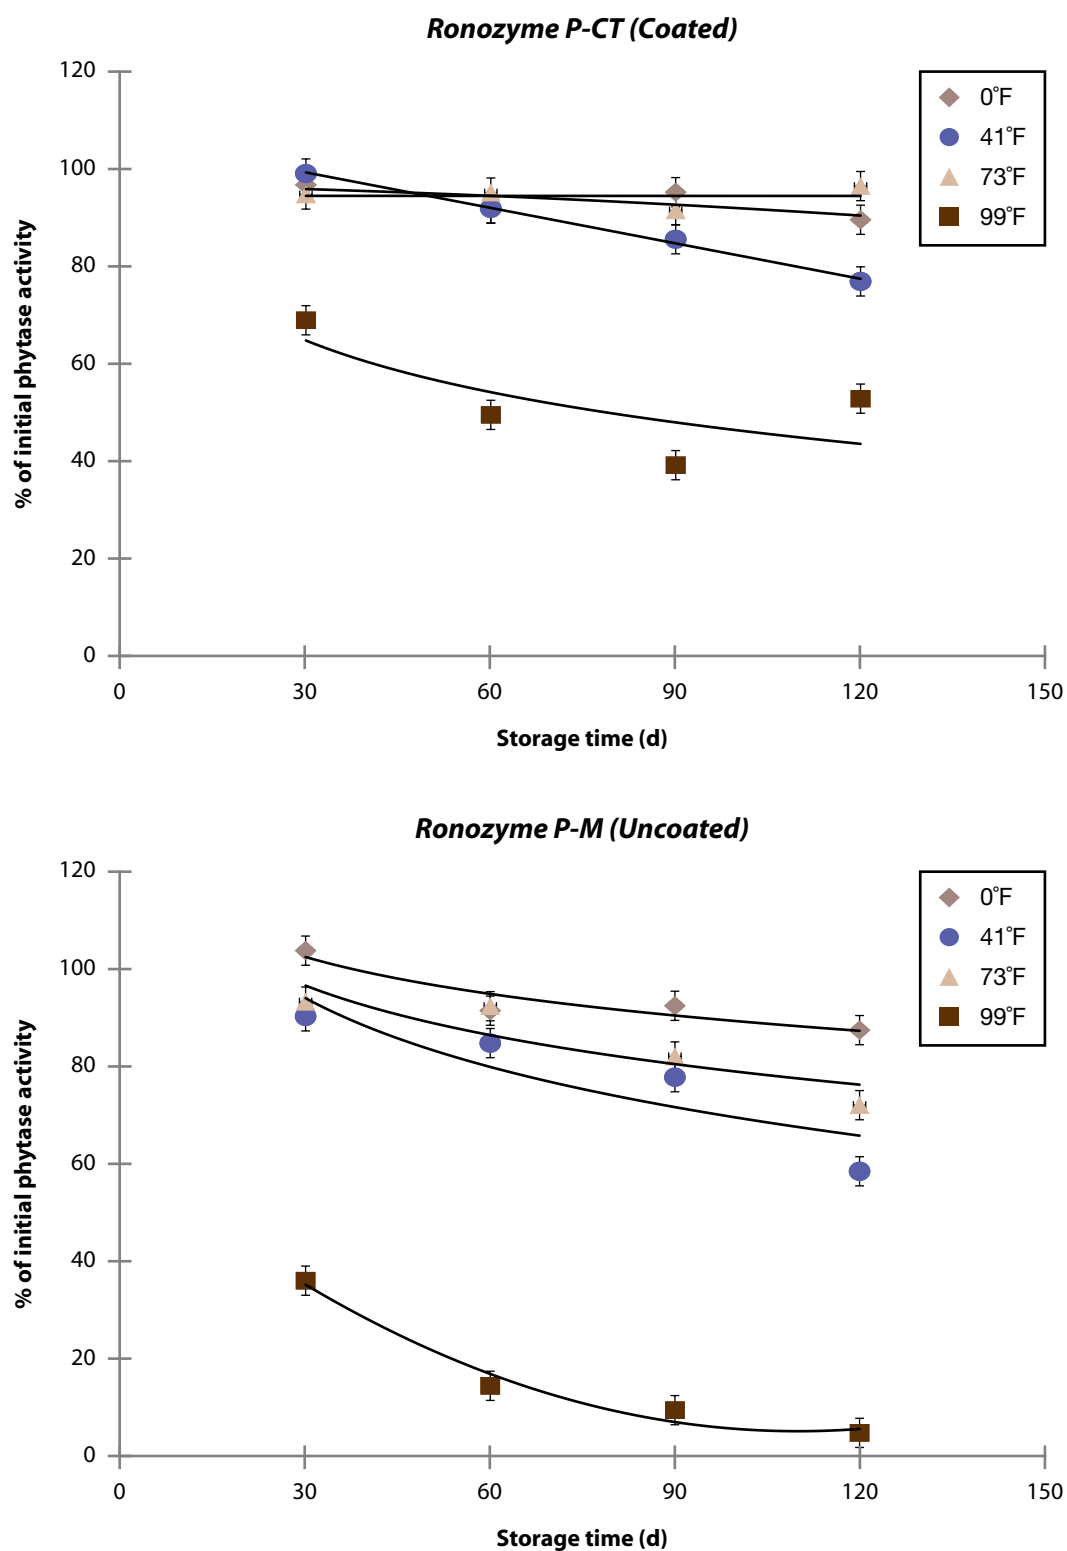 Ronozyme P-CT (Coated)
120
100
80
60
40
20
0
% of initial phytase activity
0°F
41°F
73°F
99°F
0 30 60 90 120 150
Storage time (d)
Ronozyme P-M (Uncoated)
120
100
80
60
40
20
0
% of initial phytase activity
0°F
41°F
73°F
99°F
0 30 60 90 120 150
Storage time (d)